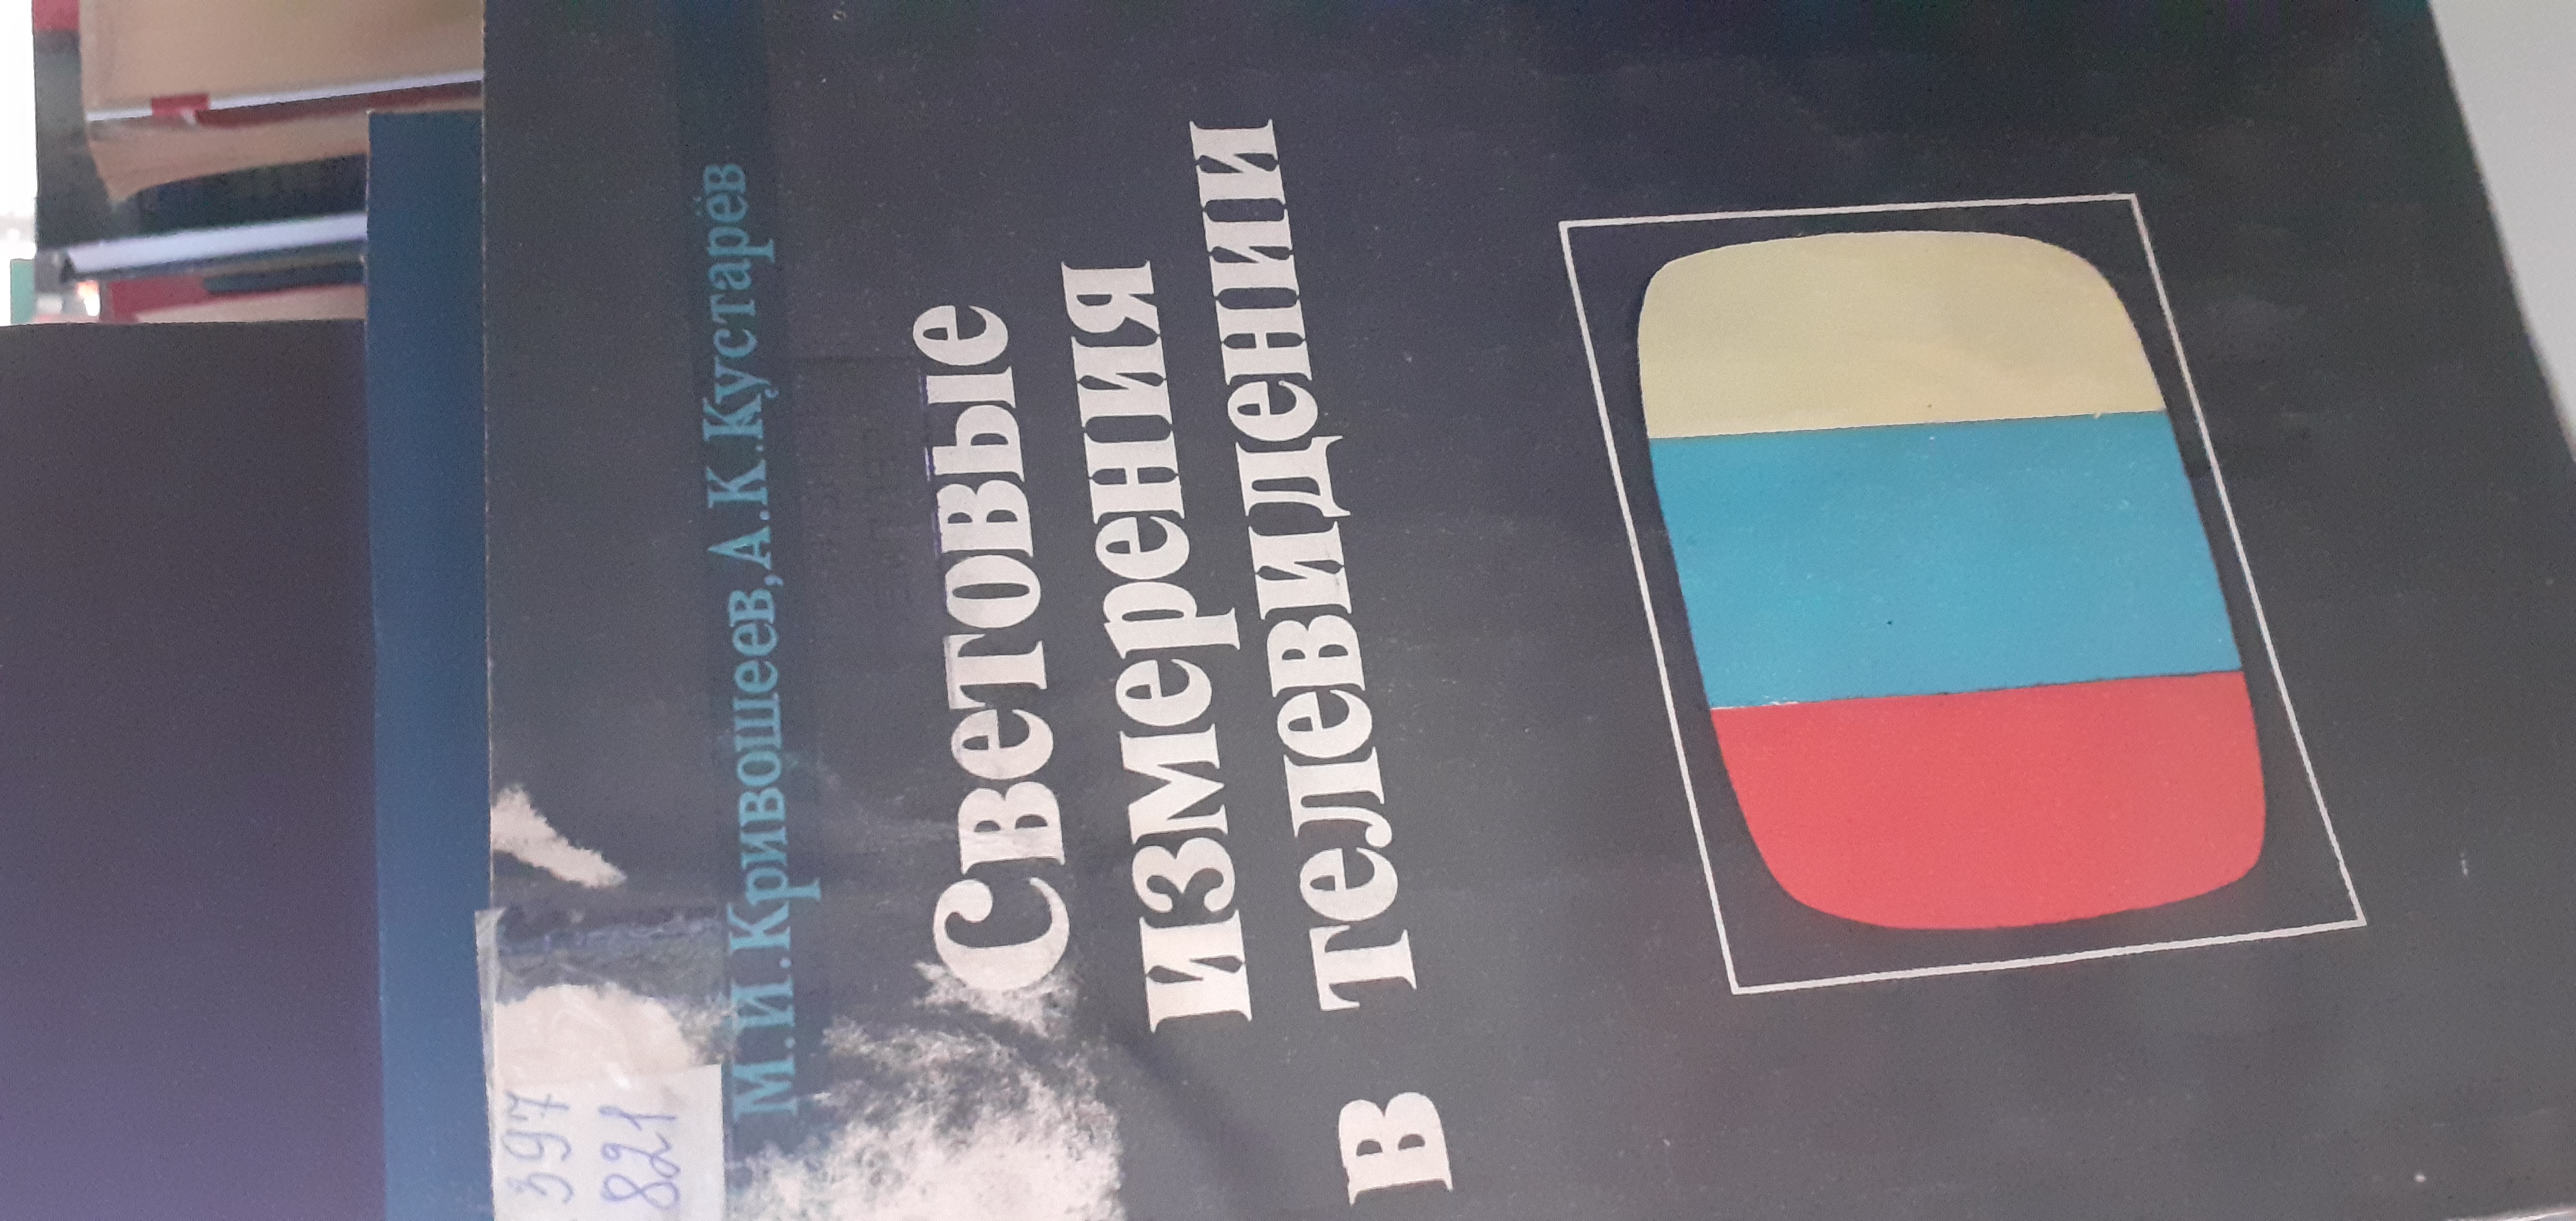 М.И.Кривошеев, А.К.Кустарёв
Световые
измерения
в телевидении
397
821